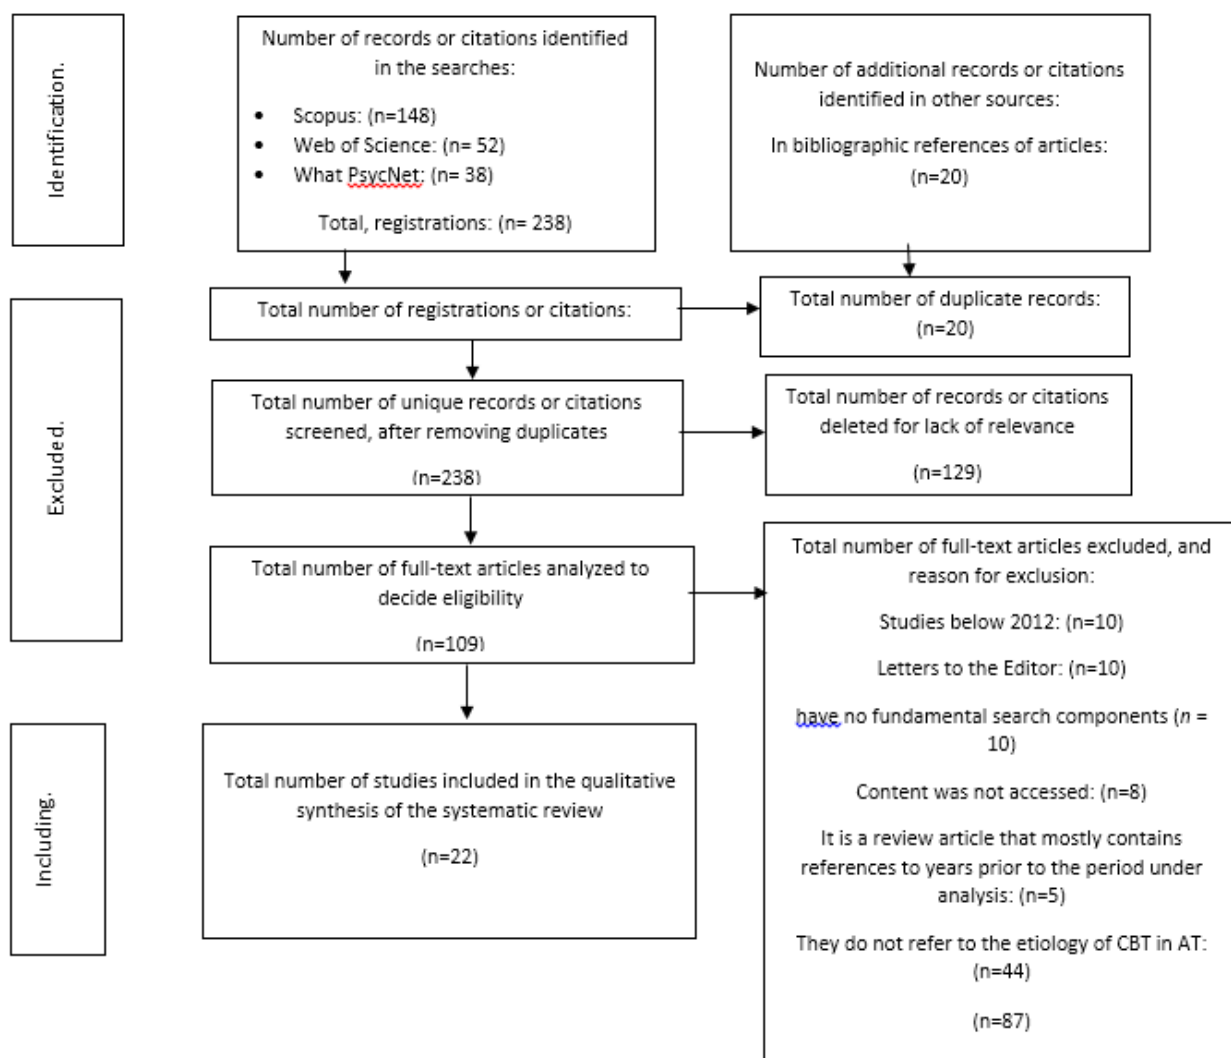 Identification.
Number of records or citations identified
in the searches:
• Scopus: (n=148)
• Web of Science: (n= 52)
• What PsycNet: (n= 38)
Total, registrations: (n= 238)
Number of additional records or citations
identified in other sources:
In bibliographic references of articles:
(n=20)
Excluded.
Total number of registrations or citations:
Total number of duplicate records:
(n=20)
Total number of unique records or citations
screened, after removing duplicates
(n=238)
Total number of records or citations
deleted for lack of relevance
(n=129)
Total number of full-text articles analyzed to
decide eligibility
(n=109)
Total number of full-text articles excluded, and
reason for exclusion:
Studies below 2012: (n=10)
Letters to the Editor: (n=10)
have no fundamental search components (n =
10)
Content was not accessed: (n=8)
It is a review article that mostly contains
references to years prior to the period under
analysis: (n=5)
They do not refer to the etiology of CBT in AT:
(n=44)
(n=87)
Including.
Total number of studies included in the qualitative
synthesis of the systematic review
(n=22)